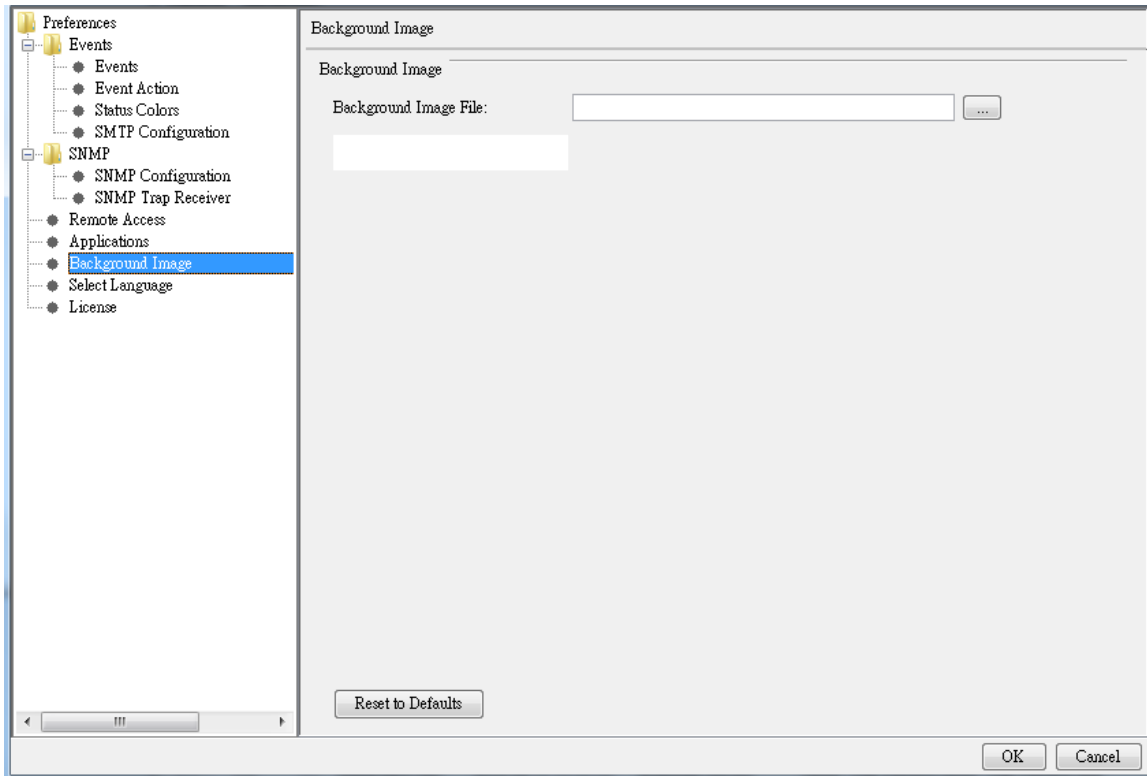 Preferences
Events
Events
Event Action
Status Colors
SMTP Configuration
SNMP
SNMP Configuration
SNMP Trap Receiver
Remote Access
Applications
Background Image
Select Language
License
Background Image
Background Image
Background Image File:
...
Reset to Defaults
OK
Cancel